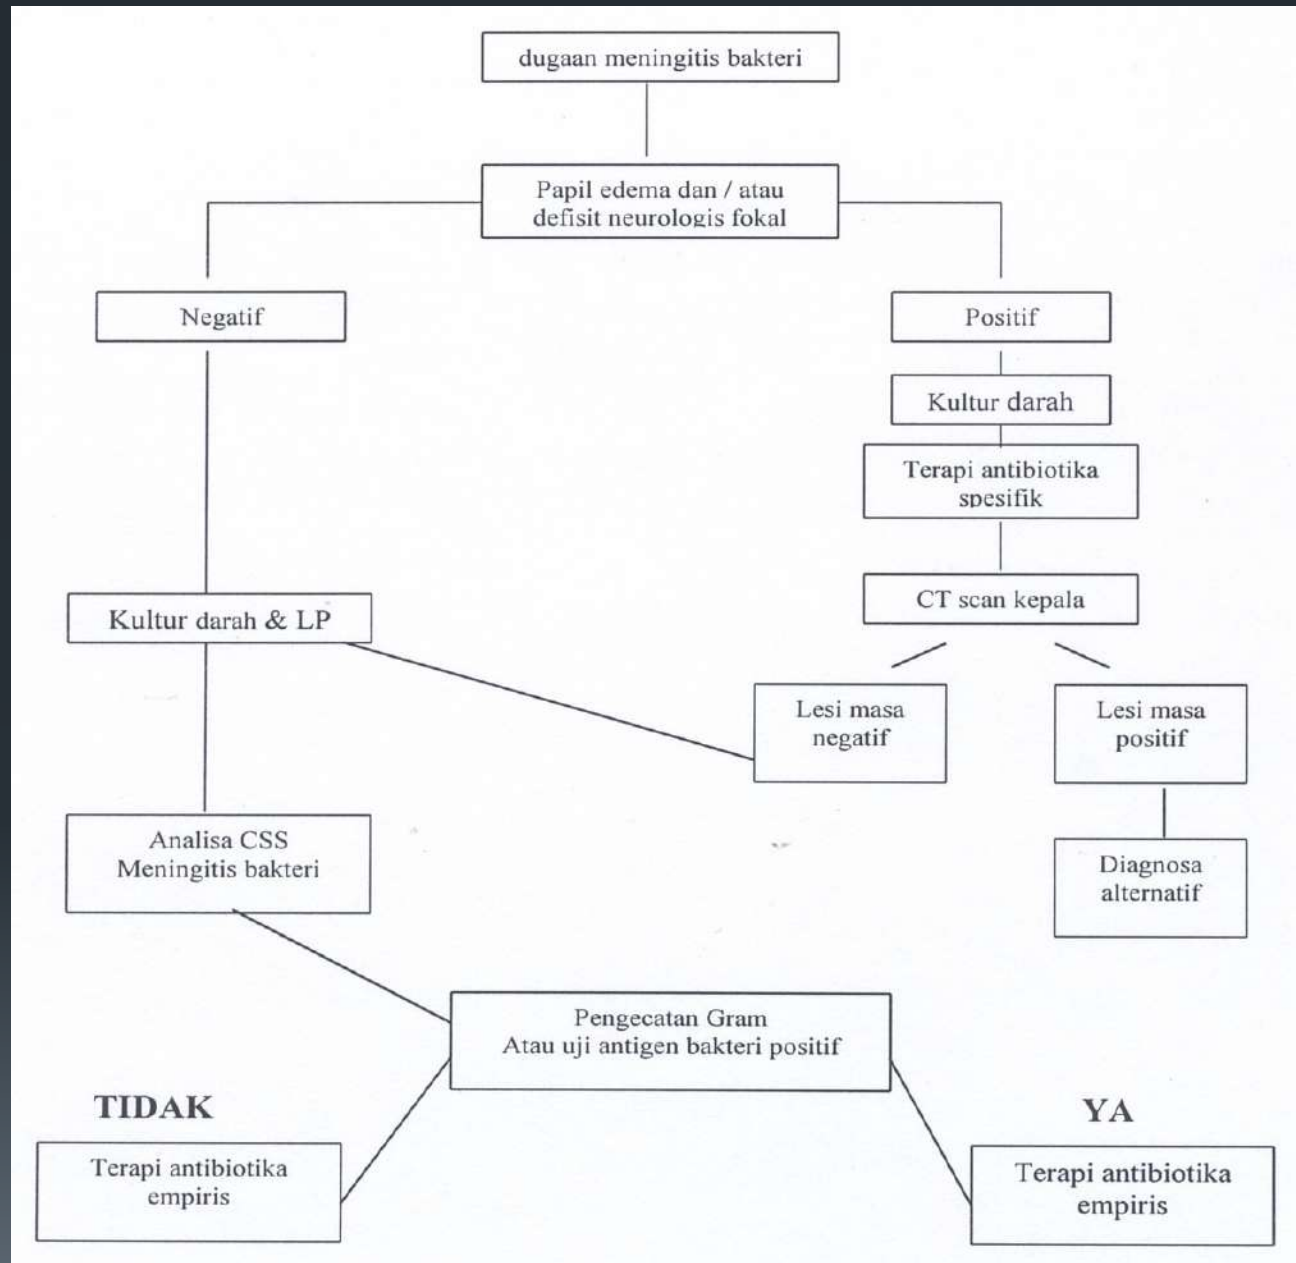 dugaan meningitis bakteri
Papil edema dan / atau
defisit neurologis fokal
Negatif
Positif
Kultur darah
Terapi antibiotika
spesifik
CT scan kepala
Kultur darah & LP
Lesi masa
negatif
Lesi masa
positif
Analisa CSS
Meningitis bakteri
Diagnosa
alternatif
Pengecatan Gram
Atau uji antigen bakteri positif
TIDAK
YA
Terapi antibiotika
empiris
Terapi antibiotika
empiris